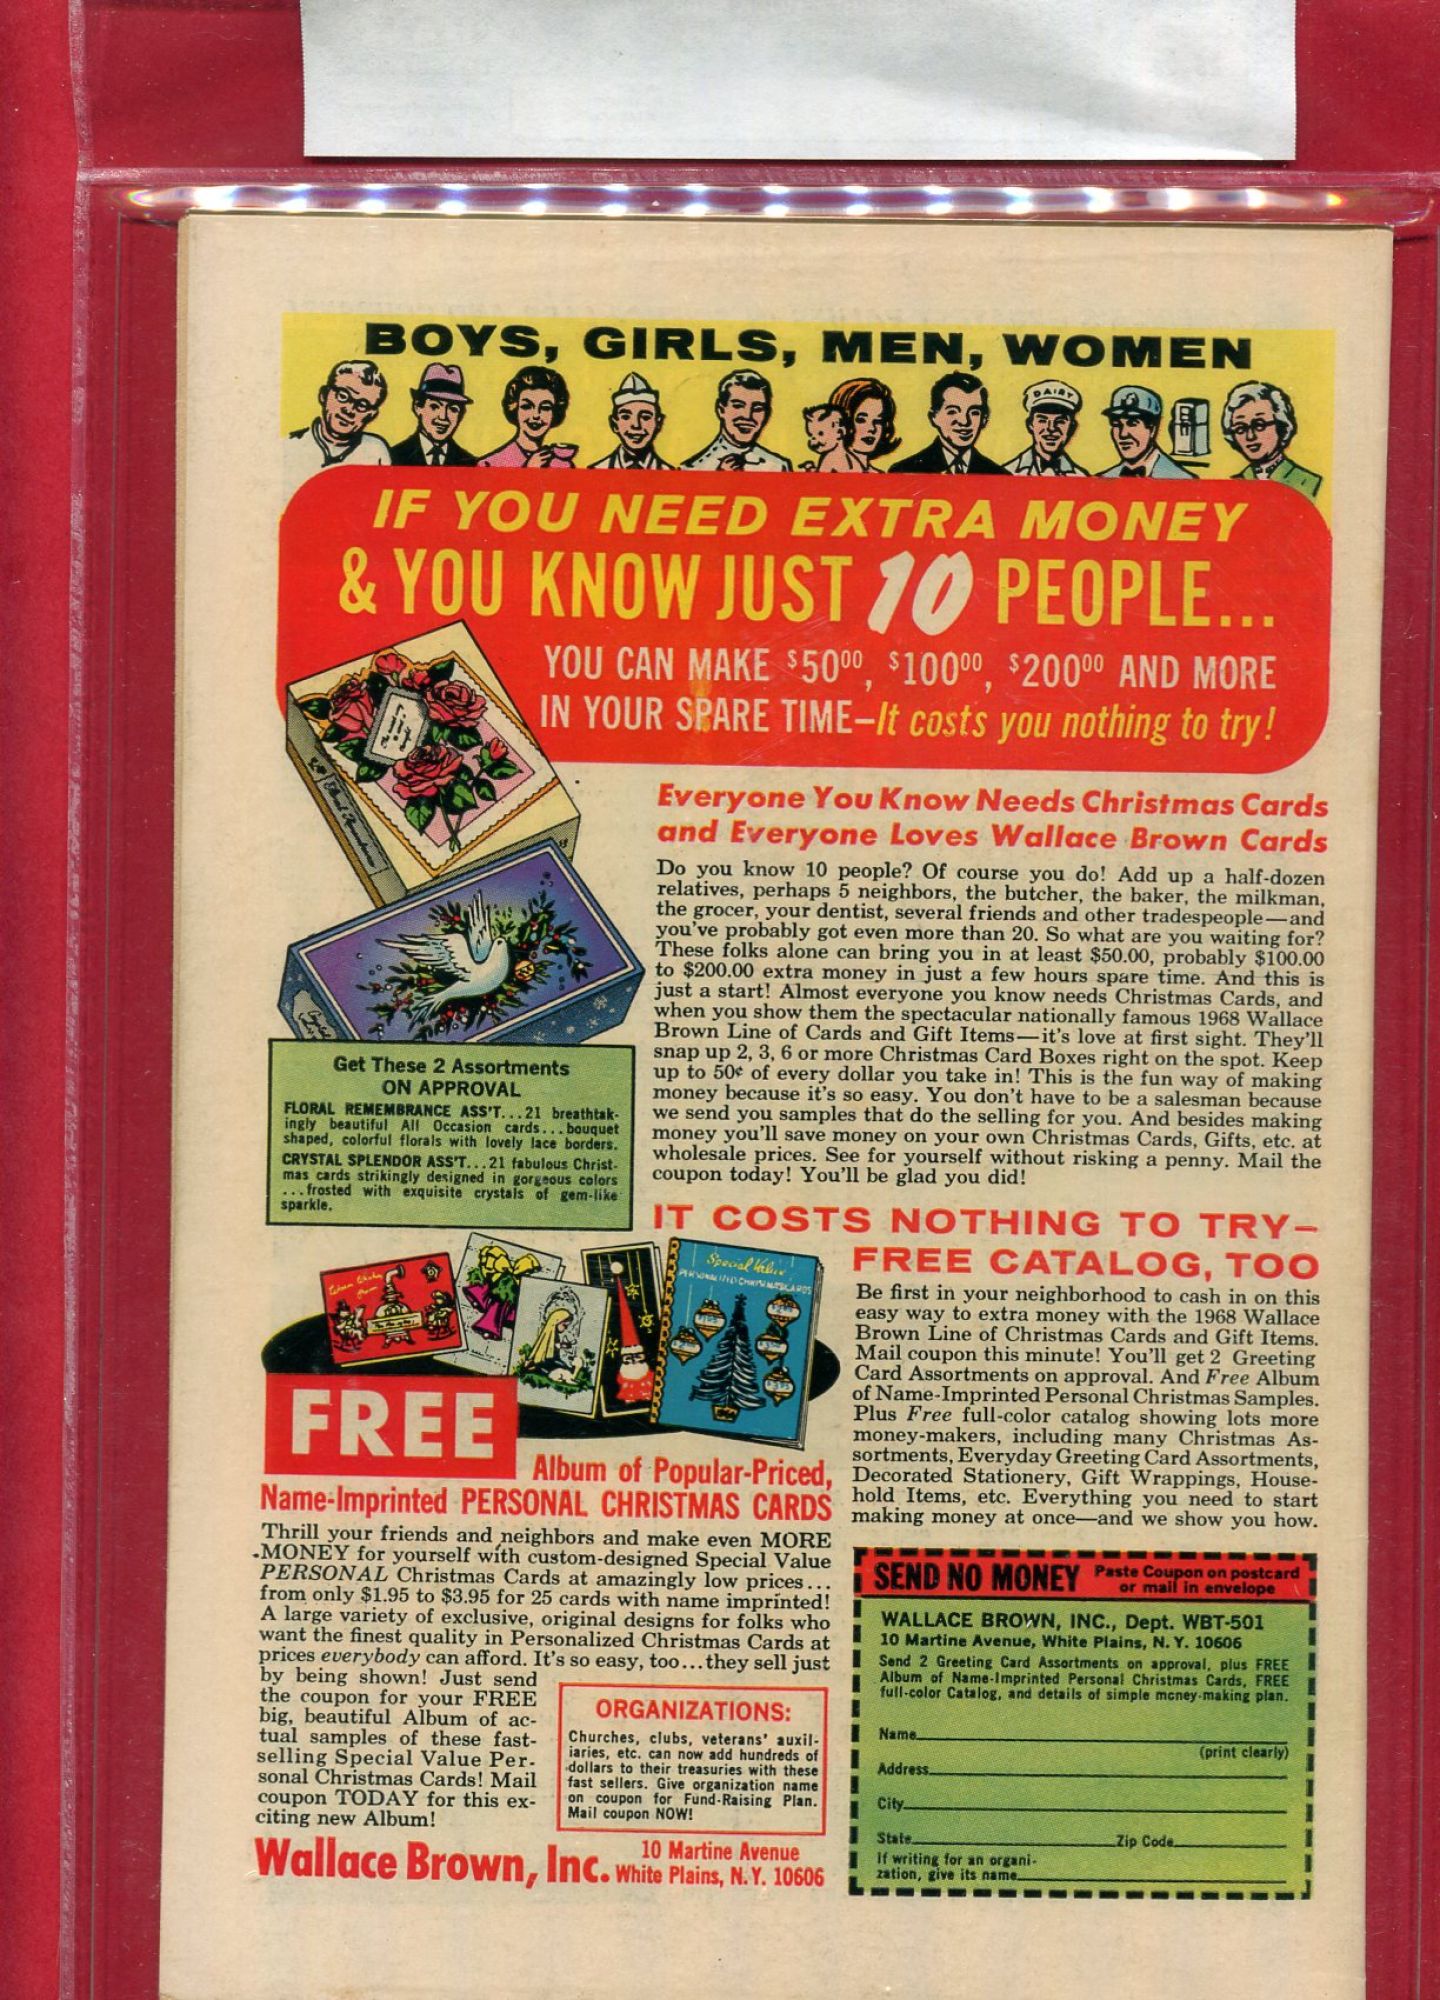 BOYS, GIRLS, MEN, WOMEN
DAIRY
IF YOU NEED EXTRA MONEY
& YOU KNOW JUST 10 PEOPLE...
YOU CAN MAKE $50⁰⁰, $100⁰⁰, $200⁰⁰ AND MORE
IN YOUR SPARE TIME—It costs you nothing to try!
Everyone You Know Needs Christmas Cards
and Everyone Loves Wallace Brown Cards
Do you know 10 people? Of course you do! Add up a half-dozen
relatives, perhaps 5 neighbors, the butcher, the baker, the milkman,
the grocer, your dentist, several friends and other tradespeople—and
you've probably got even more than 20. So what are you waiting for?
These folks alone can bring you in at least $50.00, probably $100.00
to $200.00 extra money in just a few hours spare time. And this is
just a start! Almost everyone you know needs Christmas Cards, and
when you show them the spectacular nationally famous 1968 Wallace
Brown Line of Cards and Gift Items—it's love at first sight. They'll
snap up 2, 3, 6 or more Christmas Card Boxes right on the spot. Keep
up to 50¢ of every dollar you take in! This is the fun way of making
money because it's so easy. You don't have to be a salesman because
we send you samples that do the selling for you. And besides making
money you'll save money on your own Christmas Cards, Gifts, etc. at
wholesale prices. See for yourself without risking a penny. Mail the
coupon today! You'll be glad you did!
Get These 2 Assortments
ON APPROVAL
FLORAL REMEMBRANCE ASS'T...21 breathtak-
ingly beautiful All Occasion cards...bouquet
shaped, colorful florals with lovely lace borders.
CRYSTAL SPLENDOR ASS'T...21 fabulous Christ-
mas cards strikingly designed in gorgeous colors
...frosted with exquisite crystals of gem-like
sparkle.
IT COSTS NOTHING TO TRY—
FREE CATALOG, TOO
Be first in your neighborhood to cash in on this
easy way to extra money with the 1968 Wallace
Brown Line of Christmas Cards and Gift Items.
Mail coupon this minute! You'll get 2 Greeting
Card Assortments on approval. And Free Album
of Name-Imprinted Personal Christmas Samples.
Plus Free full-color catalog showing lots more
money-makers, including many Christmas As-
sortments, Everyday Greeting Card Assortments,
Decorated Stationery, Gift Wrappings, House-
hold Items, etc. Everything you need to start
making money at once—and we show you how.
Special Value
PERSONALIZED CHRISTMAS CARDS
FREE
Album of Popular-Priced,
Name-Imprinted PERSONAL CHRISTMAS CARDS
Thrill your friends and neighbors and make even MORE
MONEY for yourself with custom-designed Special Value
PERSONAL Christmas Cards at amazingly low prices...
from only $1.95 to $3.95 for 25 cards with name imprinted!
A large variety of exclusive, original designs for folks who
want the finest quality in Personalized Christmas Cards at
prices everybody can afford. It's so easy, too...they sell just
by being shown! Just send
the coupon for your FREE
big, beautiful Album of ac-
tual samples of these fast-
selling Special Value Per-
sonal Christmas Cards! Mail
coupon TODAY for this ex-
citing new Album!
ORGANIZATIONS:
Churches, clubs, veterans' auxil-
iaries, etc. can now add hundreds of
dollars to their treasuries with these
fast sellers. Give organization name
on coupon for Fund-Raising Plan.
Mail coupon NOW!
Wallace Brown, Inc.
10 Martine Avenue
White Plains, N.Y. 10606
SEND NO MONEY
Paste Coupon on postcard
or mail in envelope
WALLACE BROWN, INC., Dept. WBT-501
10 Martine Avenue, White Plains, N.Y. 10606
Send 2 Greeting Card Assortments on approval, plus FREE
Album of Name-Imprinted Personal Christmas Cards, FREE
full-color Catalog, and details of simple money-making plan.
Name
(print clearly)
Address
City
State Zip Code
If writing for an organi-
zation, give its name